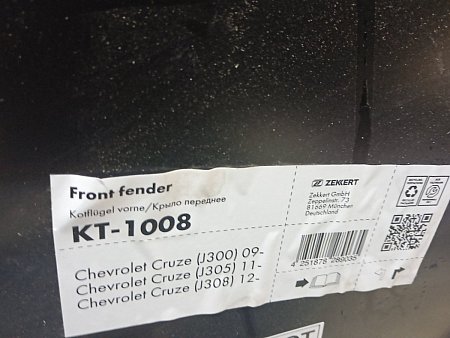 Front fender
Kotflügel vorne/Крыло переднее
KT-1008
Chevrolet Cruze (J300) 09-
Chevrolet Cruze (J305) 11-
Chevrolet Cruze (J308) 12-
ZEKKERT
Zekkert GmbH
Zeppelinstr. 73
81669 München
Deutschland